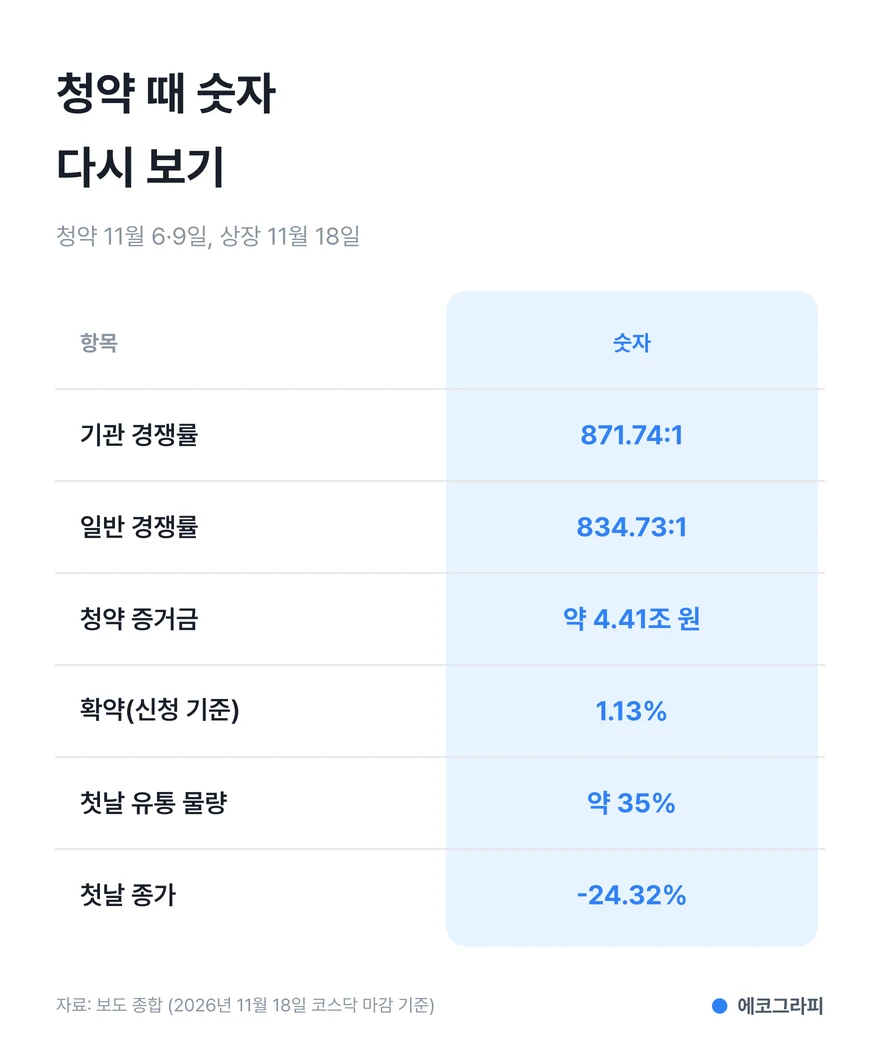 청약 때 숫자
다시 보기
청약 11월 6·9일, 상장 11월 18일
항목 숫자
기관 경쟁률 871.74:1
일반 경쟁률 834.73:1
청약 증거금 약 4.41조 원
확약(신청 기준) 1.13%
첫날 유통 물량 약 35%
첫날 종가 -24.32%
자료: 보도 종합 (2026년 11월 18일 코스닥 마감 기준) 에코그라피